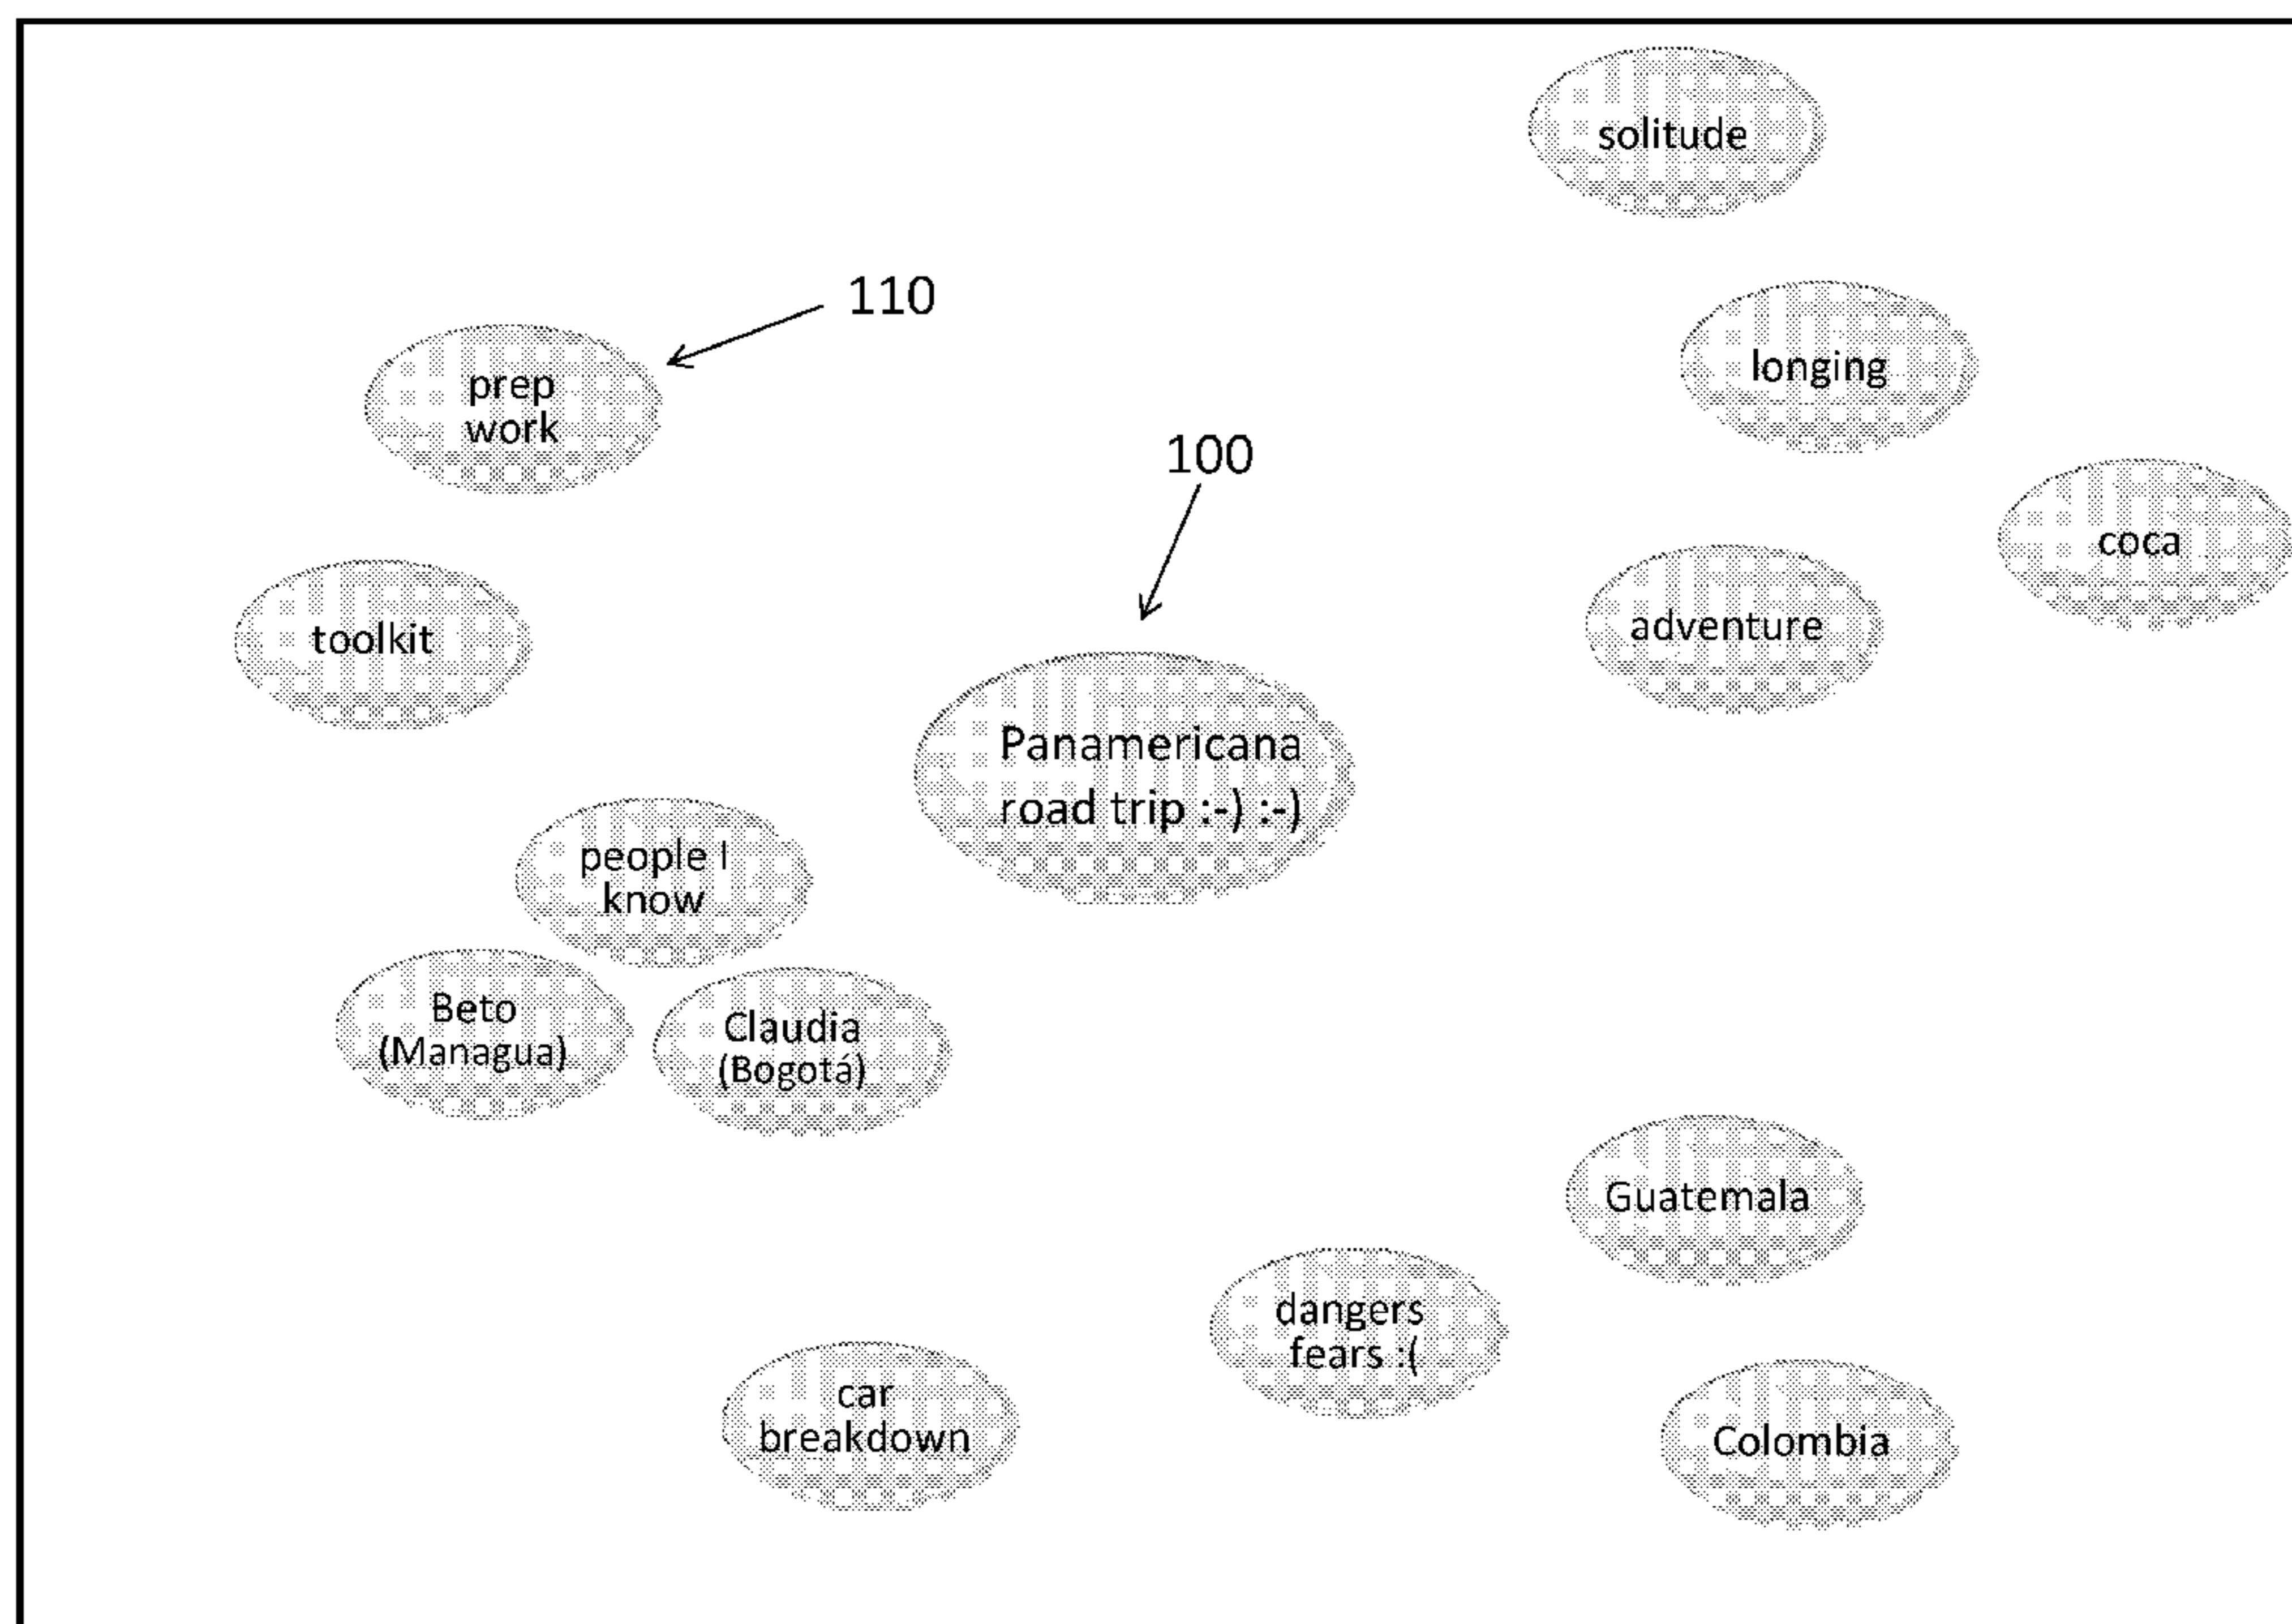 solitude
110
longing
prep
work
100
coca
adventure
toolkit
Panamericana
road trip :-) :-)
people I
know
Beto
(Managua)
Claudia
(Bogotá)
Guatemala
dangers
fears :(
car
breakdown
Colombia